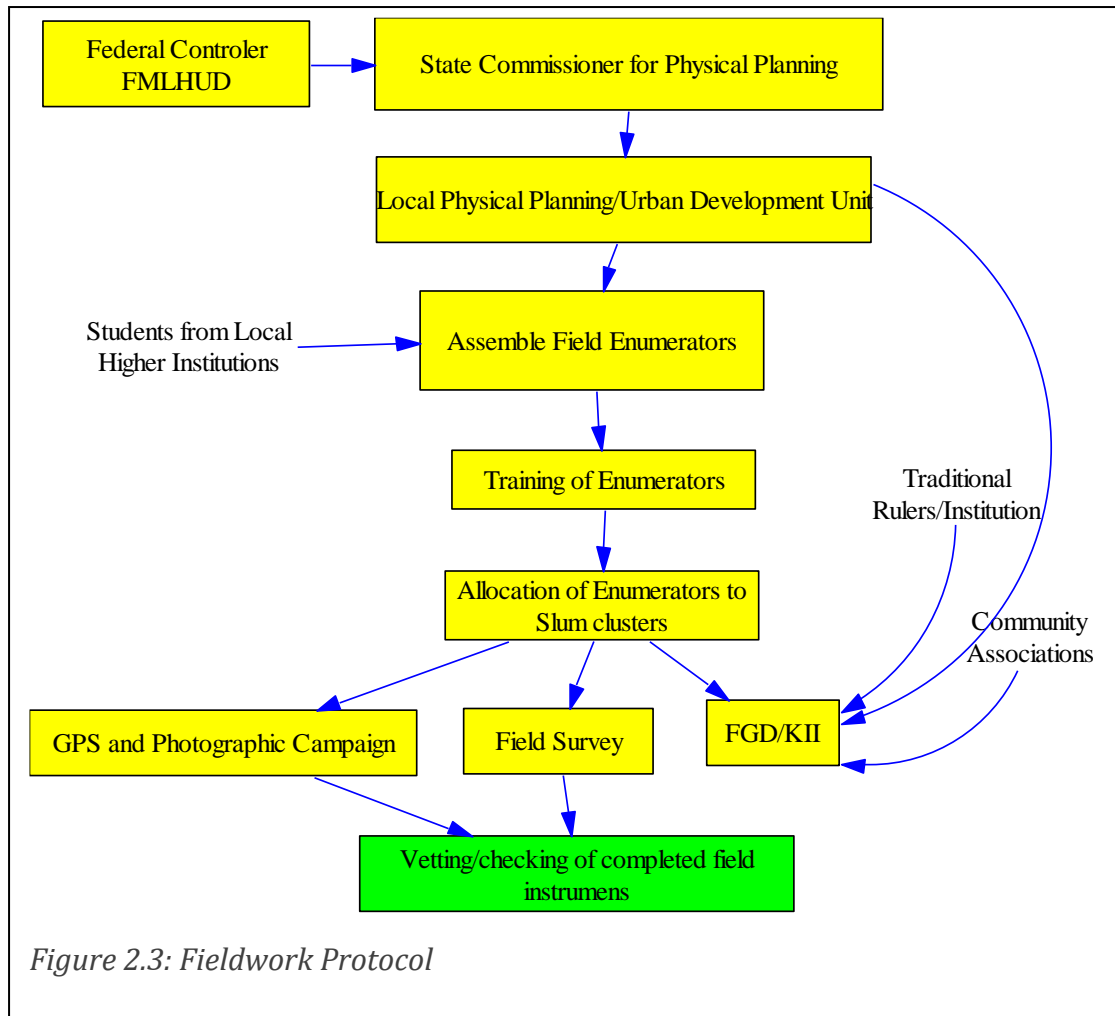 Federal Controler
FMLHUD
State Commissioner for Physical Planning
Local Physical Planning/Urban Development Unit
Students from Local
Higher Institutions
Assemble Field Enumerators
Training of Enumerators
Traditional
Rulers/Institution
Allocation of Enumerators to
Slum clusters
Community
Associations
GPS and Photographic Campaign
Field Survey
FGD/KII
Vetting/checking of completed field
instrumens
Figure 2.3: Fieldwork Protocol